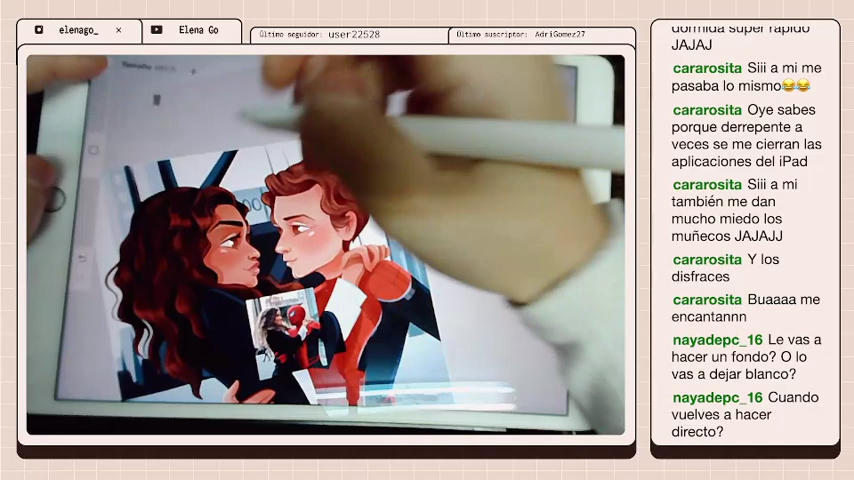 elenago_
×
Elena Go
Último seguidor: user22528
Último suscriptor: AdriGomez27
dormida super rapido
JAJAJ
cararosita Siii a mi me
pasaba lo mismo😂😂
cararosita Oye sabes
porque derrepente a
veces se me cierran las
aplicaciones del iPad
cararosita Siii a mi
también me dan
mucho miedo los
muñecos JAJAJJ
cararosita Y los
disfraces
cararosita Buaaaa me
encantannn
nayadepc_16 Le vas a
hacer un fondo? O lo
vas a dejar blanco?
nayadepc_16 Cuando
vuelves a hacer
directo?